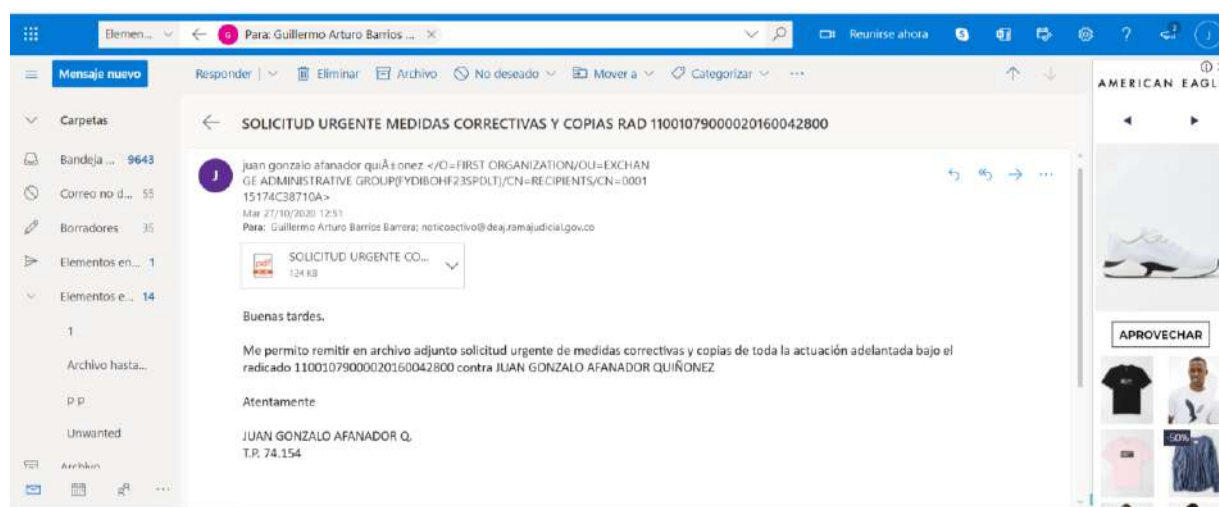 Elemen...
G
Para: Guillermo Arturo Barrios ...
Reunirse ahora
Mensaje nuevo
Responder
Eliminar
Archivo
No deseado
Mover a
Categorizar
AMERICAN EAGL
Carpetas
SOLICITUD URGENTE MEDIDAS CORRECTIVAS Y COPIAS RAD 11001079000020160042800
Bandeja ... 9643
Correo no d... 55
Borradores 35
Elementos en... 1
Elementos e... 14
1
Archivo hasta...
P P
Unwanted
Archivo
J
juan gonzalo afanador quiÃ±onez </O=FIRST ORGANIZATION/OU=EXCHAN
GE ADMINISTRATIVE GROUP(FYDIBOHF23SPDLT)/CN=RECIPIENTS/CN=0001
15174C38710A>
Mar 27/10/2020 12:51
Para: Guillermo Arturo Barrios Barrera; noticoactivo@deaj.ramajudicial.gov.co
pdf
SOLICITUD URGENTE CO...
124 KB
Buenas tardes.
Me permito remitir en archivo adjunto solicitud urgente de medidas correctivas y copias de toda la actuación adelantada bajo el
radicado 11001079000020160042800 contra JUAN GONZALO AFANADOR QUIÑONEZ
Atentamente
JUAN GONZALO AFANADOR Q.
T.P. 74.154
APROVECHAR
-50%